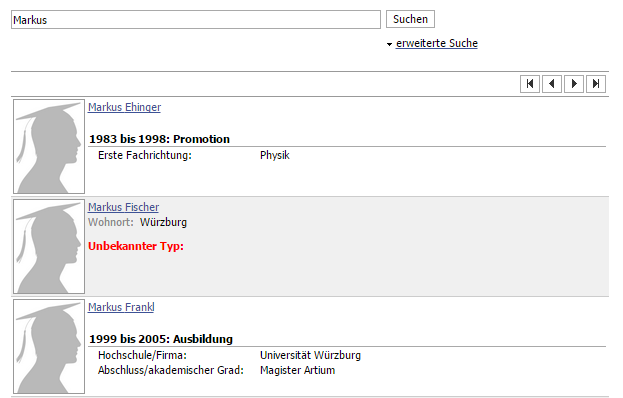 Markus
Suchen
erweiterte Suche
Markus Ehinger
1983 bis 1998: Promotion
Erste Fachrichtung: Physik
Markus Fischer
Wohnort: Würzburg
Unbekannter Typ:
Markus Frankl
1999 bis 2005: Ausbildung
Hochschule/Firma: Universität Würzburg
Abschluss/akademischer Grad: Magister Artium